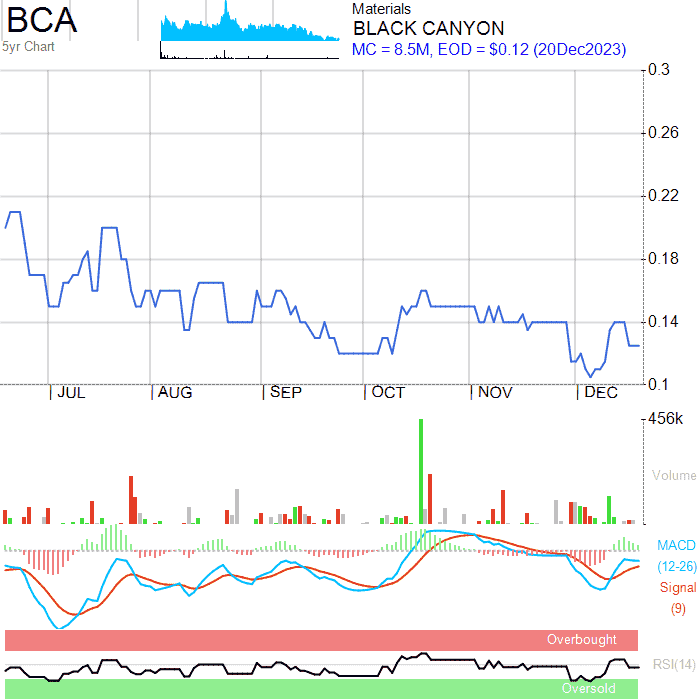 BCA
5yr Chart
Materials
BLACK CANYON
MC = 8.5M, EOD = $0.12 (20Dec2023)
0.3
0.26
0.22
0.18
0.14
0.1
JUL AUG SEP OCT NOV DEC
456k
Volume
MACD
(12-26)
Signal
(9)
Overbought
RSI(14)
Oversold